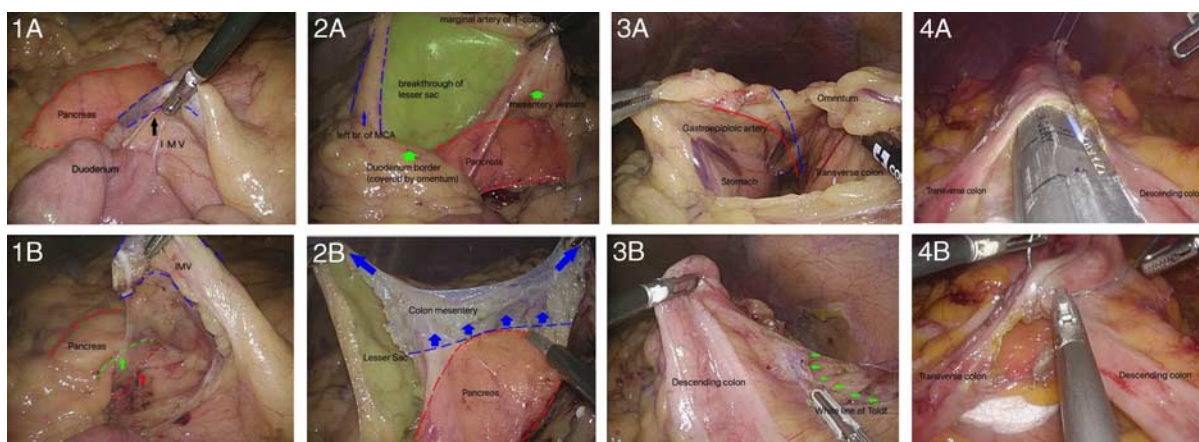 1A
Pancreas
IMV
Duodenum
2A
marginal artery of T-colon
breakthrough of
lesser sac
mesentery vessels
left br. of MCA
Duodenum border
(covered by omentum)
Pancreas
3A
Omentum
Gastroepiploic artery
Stomach
Transverse colon
4A
Transverse colon
Descending colon
1B
IMV
Pancreas
2B
Colon mesentery
Lesser Sac
Pancreas
3B
Descending colon
White line of Toldt
4B
Transverse colon
Descending colon